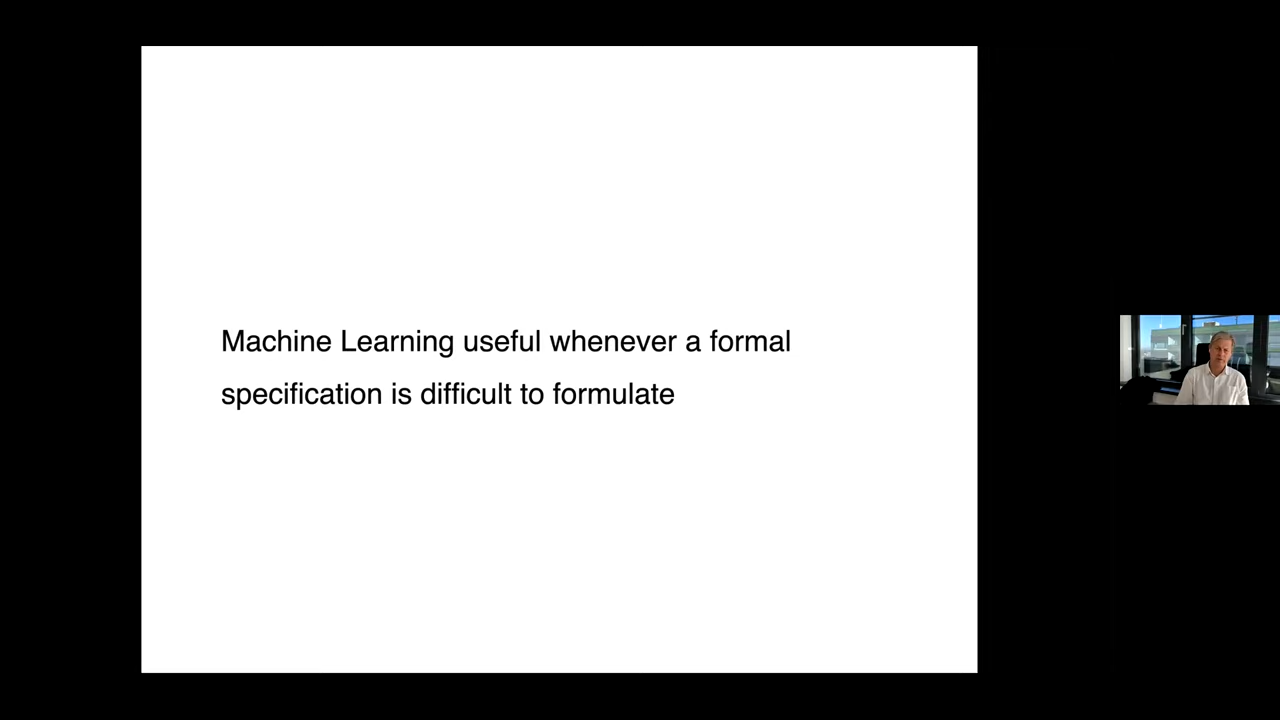 Machine Learning useful whenever a formal
specification is difficult to formulate